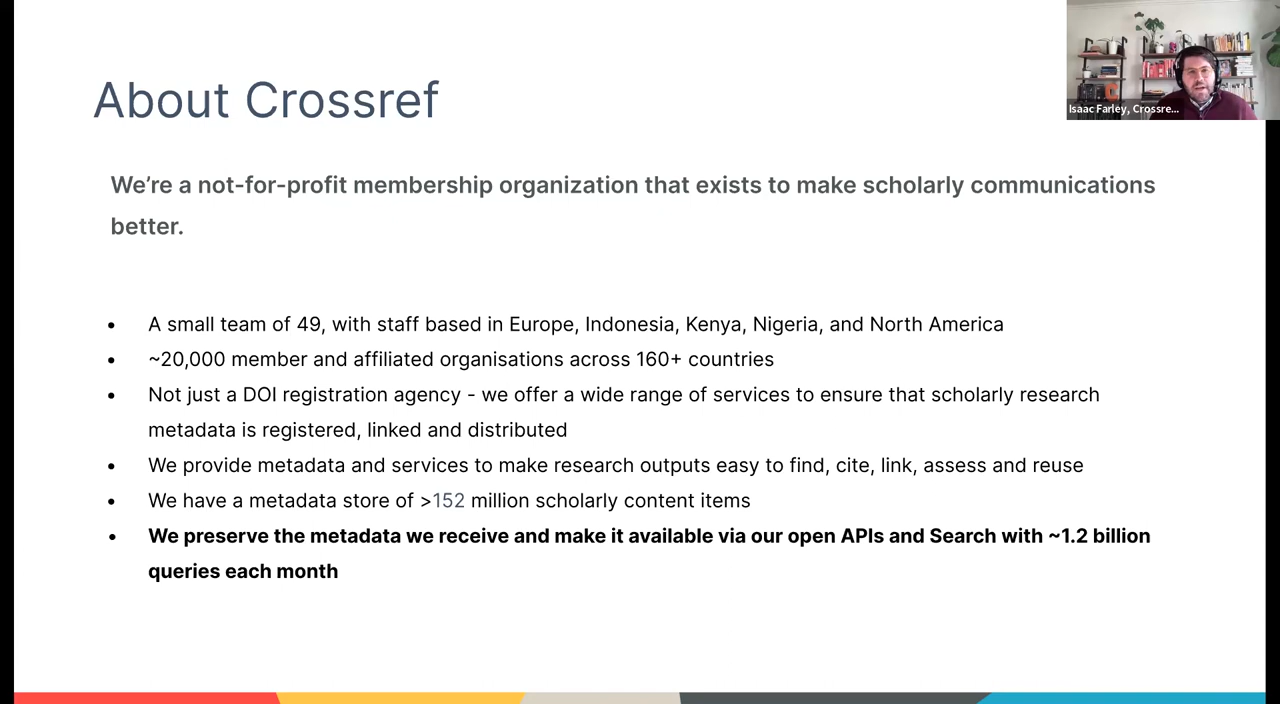 About Crossref
Isaac Farley, Crossre...
We’re a not-for-profit membership organization that exists to make scholarly communications
better.
• A small team of 49, with staff based in Europe, Indonesia, Kenya, Nigeria, and North America
• ~20,000 member and affiliated organisations across 160+ countries
• Not just a DOI registration agency - we offer a wide range of services to ensure that scholarly research
metadata is registered, linked and distributed
• We provide metadata and services to make research outputs easy to find, cite, link, assess and reuse
• We have a metadata store of >152 million scholarly content items
• We preserve the metadata we receive and make it available via our open APIs and Search with ~1.2 billion
queries each month